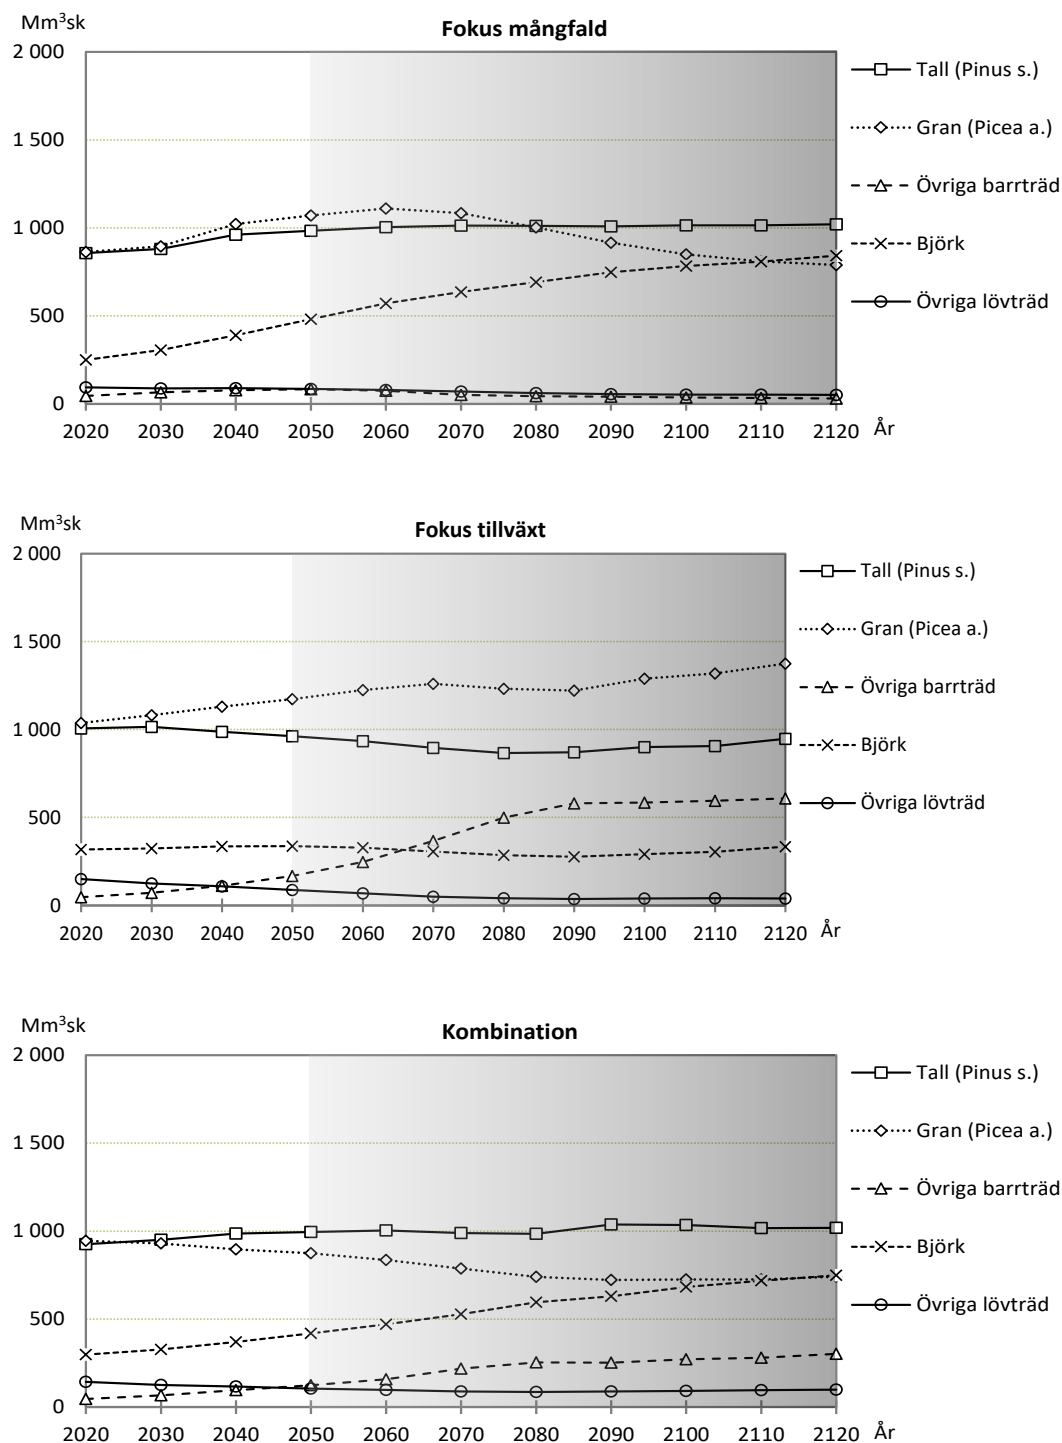 Mm³sk
Fokus mångfald
2 000
1 500
1 000
500
0
2020 2030 2040 2050 2060 2070 2080 2090 2100 2110 2120 År
Tall (Pinus s.)
Gran (Picea a.)
Övriga barrträd
Björk
Övriga lövträd
Mm³sk
Fokus tillväxt
2 000
1 500
1 000
500
0
2020 2030 2040 2050 2060 2070 2080 2090 2100 2110 2120 År
Tall (Pinus s.)
Gran (Picea a.)
Övriga barrträd
Björk
Övriga lövträd
Mm³sk
Kombination
2 000
1 500
1 000
500
0
2020 2030 2040 2050 2060 2070 2080 2090 2100 2110 2120 År
Tall (Pinus s.)
Gran (Picea a.)
Övriga barrträd
Björk
Övriga lövträd